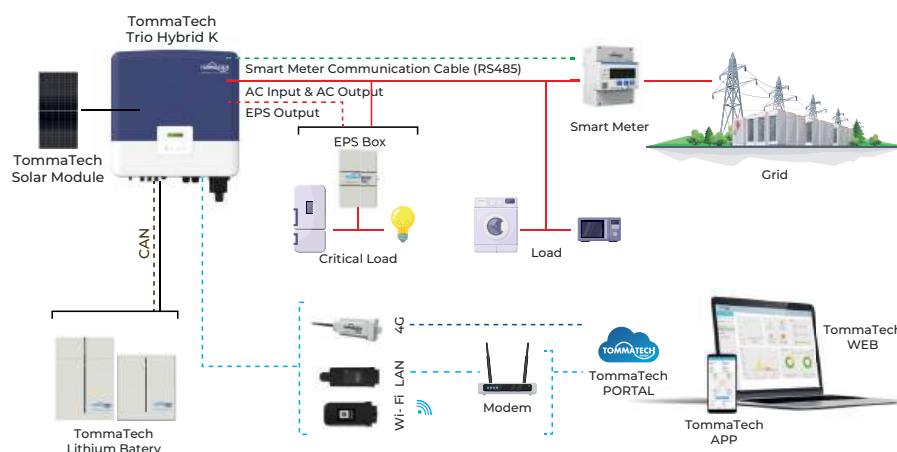 TommaTech
Trio Hybrid K
Smart Meter Communication Cable (RS485)
AC Input & AC Output
EPS Output
EPS Box
Smart Meter
Grid
TommaTech
Solar Module
CAN
Critical Load
Load
4G
LAN
Wi-Fi
Modem
TOMMATECH
TommaTech
PORTAL
TommaTech
WEB
TommaTech
APP
TommaTech
Lithium Batery